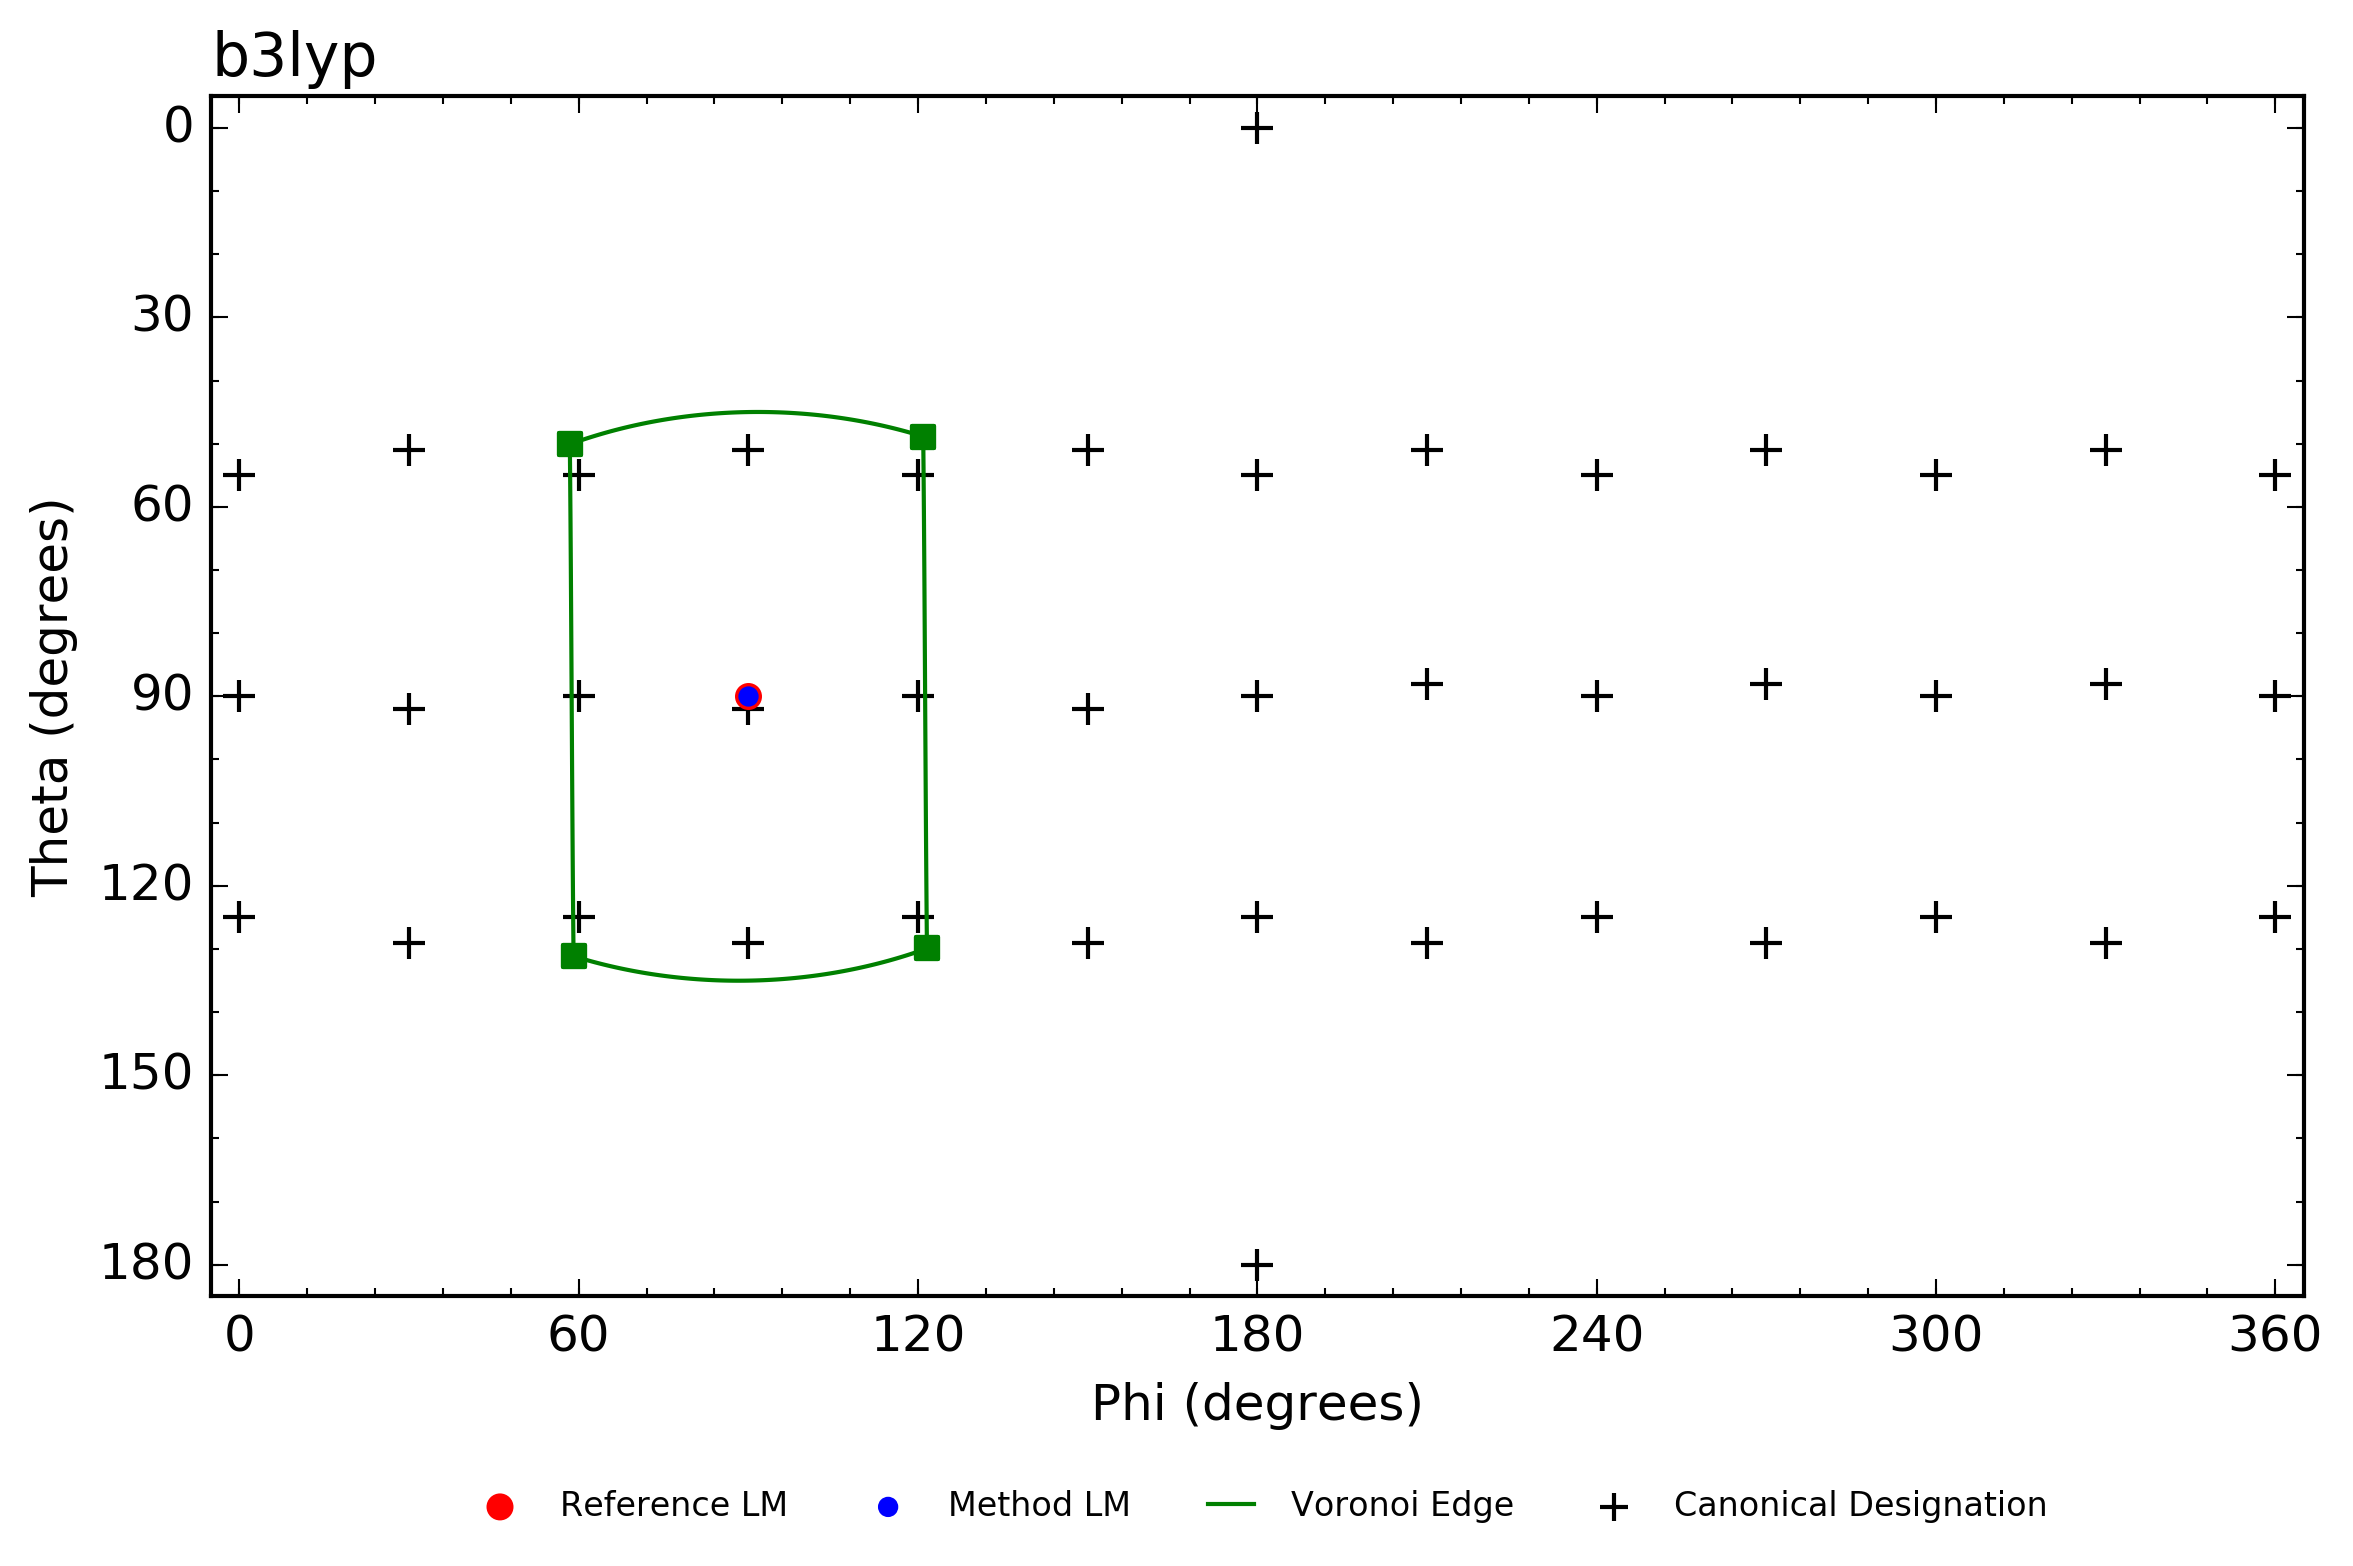 b3lyp
0
30
60
90
120
150
180
Theta (degrees)
0 60 120 180 240 300 360
Phi (degrees)
Reference LM Method LM Voronoi Edge Canonical Designation